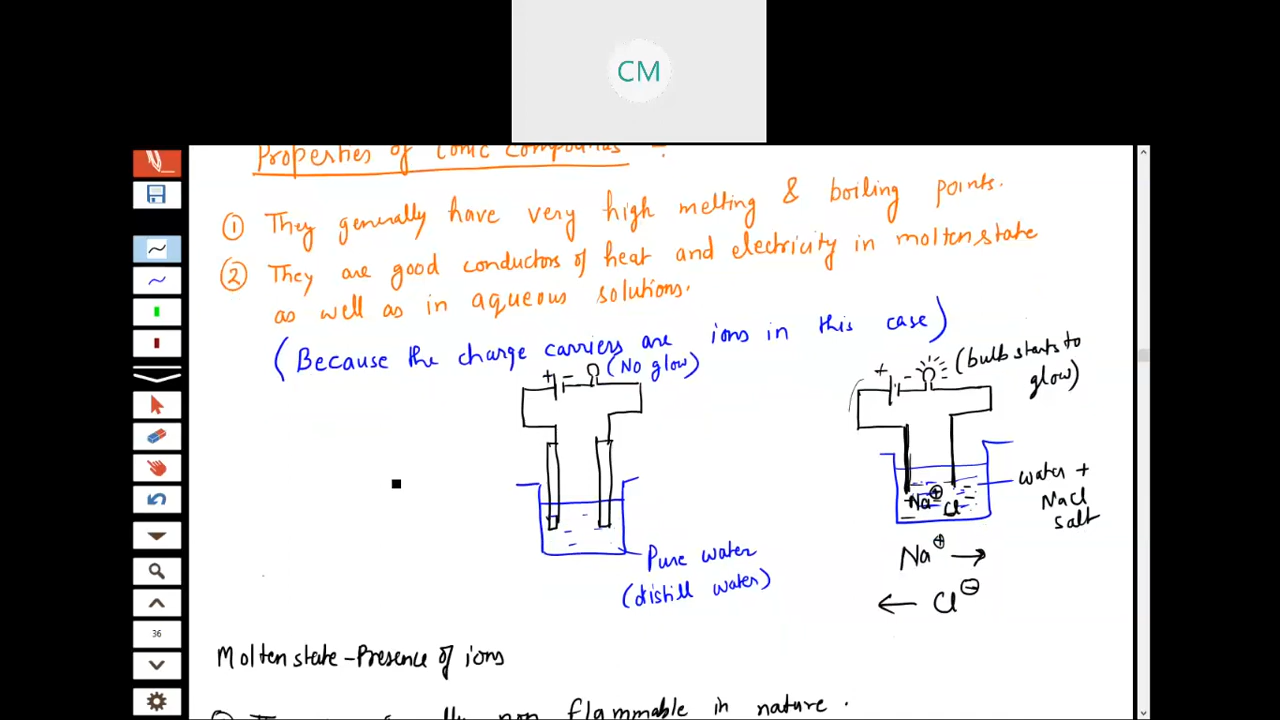 CM
Properties of Ionic Compounds :
① They generally have very high melting & boiling points.
② They are good conductors of heat and electricity in molten state
as well as in aqueous solutions.
(Because the charge carriers are ions in this case)
+ - (No glow)
+ - (bulb starts to
glow)
water +
NaCl
salt
Na⊕ Cl
Pure water
(distill water)
Na⊕ →
← Cl⊖
36
Molten state - Presence of ions
non flammable in nature.